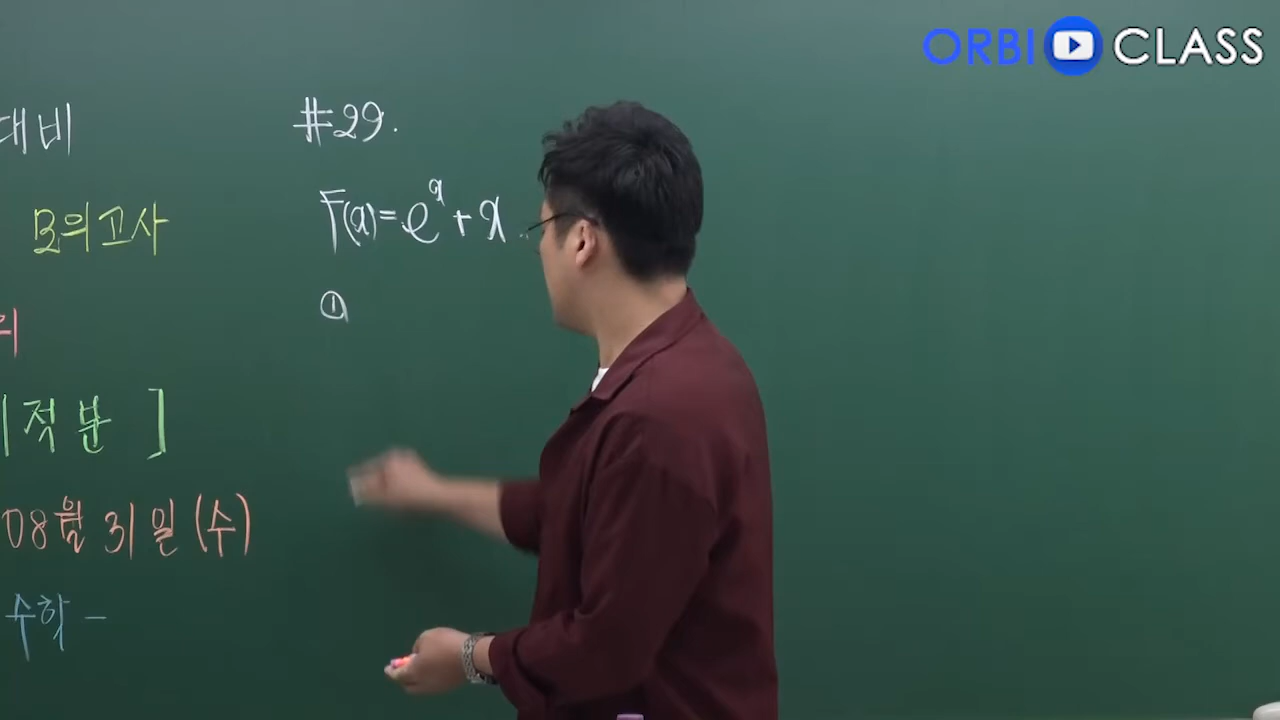 ORBI CLASS
대비
모의고사
의
적분 ]
08월 31일 (수)
수학 -
#29.
F(x)=e^x+x.
①